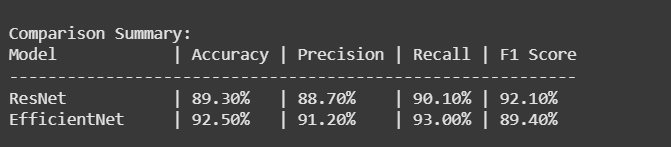 Comparison Summary:
Model | Accuracy | Precision | Recall | F1 Score
------------------------------------------------------------
ResNet | 89.30% | 88.70% | 90.10% | 92.10%
EfficientNet | 92.50% | 91.20% | 93.00% | 89.40%